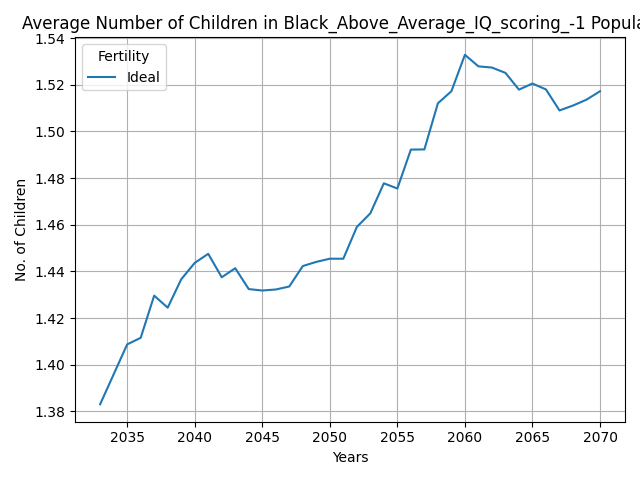 Average Number of Children in Black_Above_Average_IQ_scoring_-1 Popula
Fertility
Ideal
No. of Children
1.54
1.52
1.50
1.48
1.46
1.44
1.42
1.40
1.38
2035 2040 2045 2050 2055 2060 2065 2070
Years